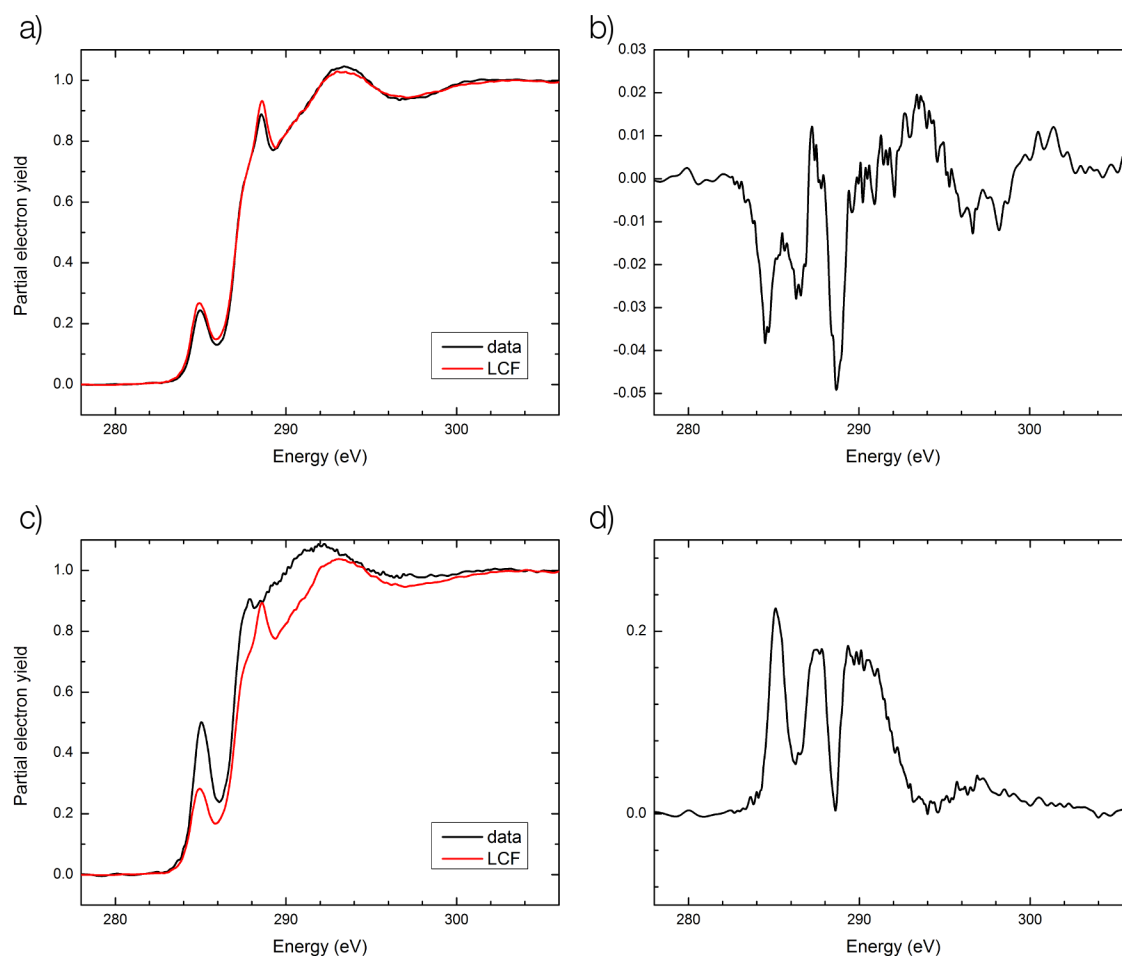 a)
1.0
0.8
0.6
0.4
0.2
0.0
Partial electron yield
280
290
300
Energy (eV)
data
LCF
b)
0.03
0.02
0.01
0.00
-0.01
-0.02
-0.03
-0.04
-0.05
280
290
300
Energy (eV)
c)
1.0
0.8
0.6
0.4
0.2
0.0
Partial electron yield
280
290
300
Energy (eV)
data
LCF
d)
0.2
0.0
280
290
300
Energy (eV)